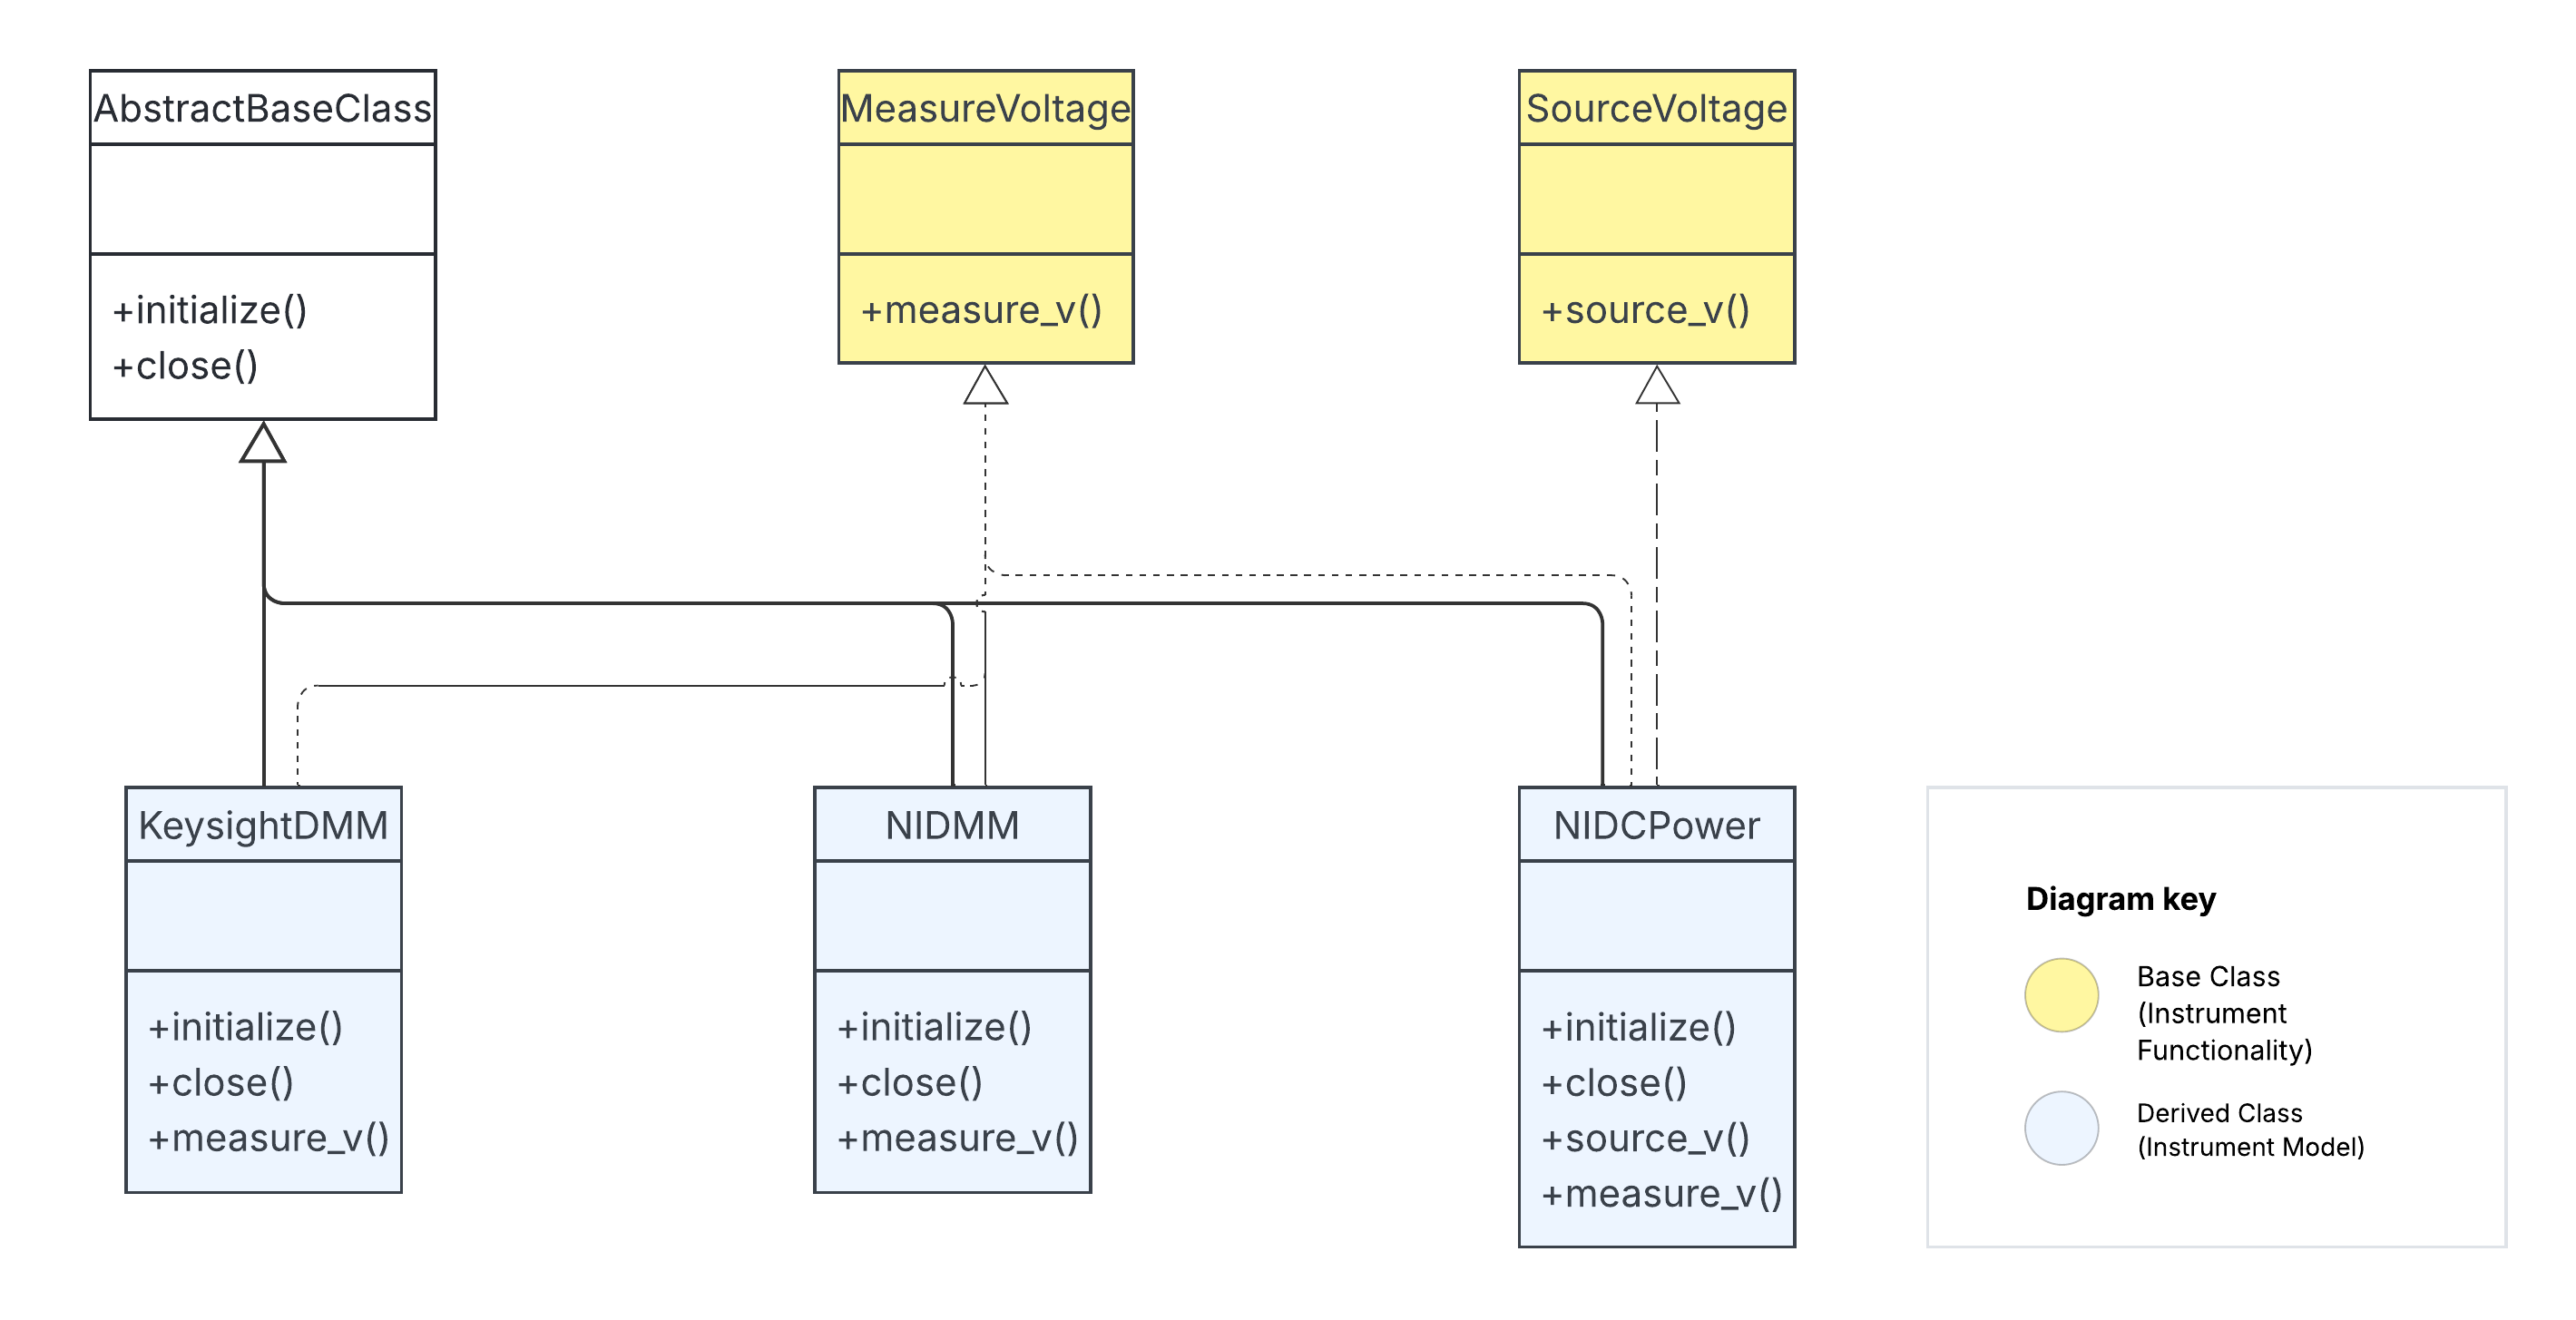 AbstractBaseClass
+initialize()
+close()
MeasureVoltage
+measure_v()
SourceVoltage
+source_v()
KeysightDMM
+initialize()
+close()
+measure_v()
NIDMM
+initialize()
+close()
+measure_v()
NIDCPower
+initialize()
+close()
+source_v()
+measure_v()
Diagram key
Base Class
(Instrument
Functionality)
Derived Class
(Instrument Model)